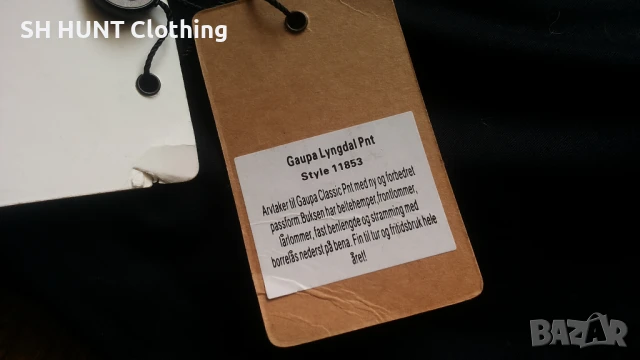 SH HUNT Clothing
Gaupa Lyngdal Pnt
Style 11853
Arvtaker til Gaupa Classic Pnt med ny og forbedret
passform. Buksen har beltehemper, frontlommer,
lårlommer, fast benlengde og stramming med
borrelås nederst på bena. Fin til tur og fritidsbruk hele
året!
BAZAR